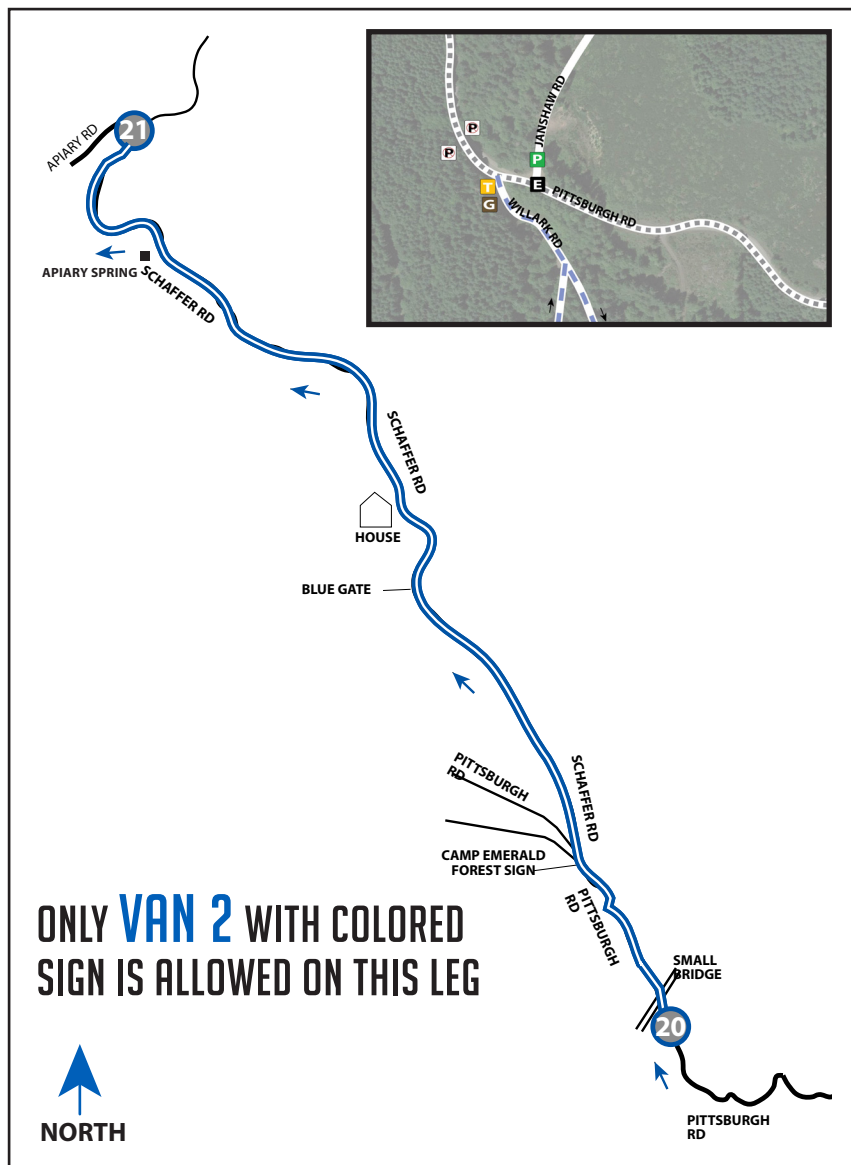 APIARY RD
21
APIARY SPRING
SCHAFFER RD
P
P
JANSHAW RD
P
T
E
G
WILLARK RD
PITTSBURGH RD
SCHAFFER RD
HOUSE
BLUE GATE
PITTSBURGH
RD
SCHAFFER RD
CAMP EMERALD
FOREST SIGN
PITTSBURGH
RD
ONLY VAN 2 WITH COLORED
SIGN IS ALLOWED ON THIS LEG
SMALL
BRIDGE
20
NORTH
PITTSBURGH
RD